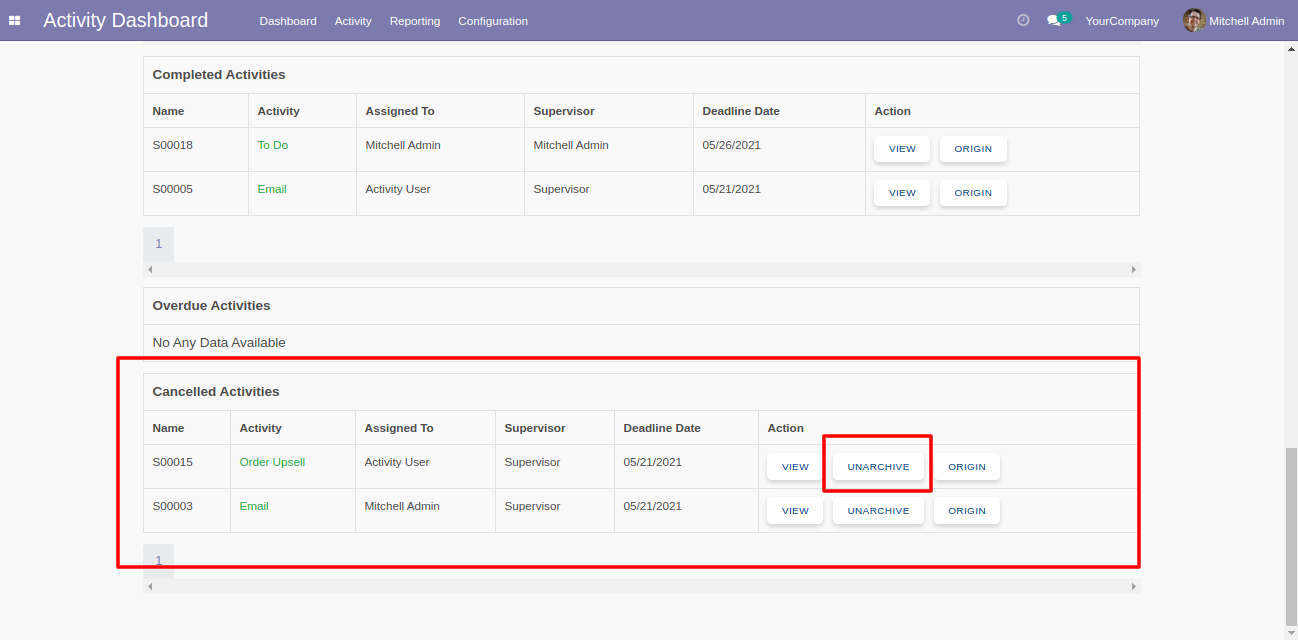 Activity Dashboard Dashboard Activity Reporting Configuration 5 YourCompany Mitchell Admin
Completed Activities
Name Activity Assigned To Supervisor Deadline Date Action
S00018 To Do Mitchell Admin Mitchell Admin 05/26/2021 VIEW ORIGIN
S00005 Email Activity User Supervisor 05/21/2021 VIEW ORIGIN
1
Overdue Activities
No Any Data Available
Cancelled Activities
Name Activity Assigned To Supervisor Deadline Date Action
S00015 Order Upsell Activity User Supervisor 05/21/2021 VIEW UNARCHIVE ORIGIN
S00003 Email Mitchell Admin Supervisor 05/21/2021 VIEW UNARCHIVE ORIGIN
1